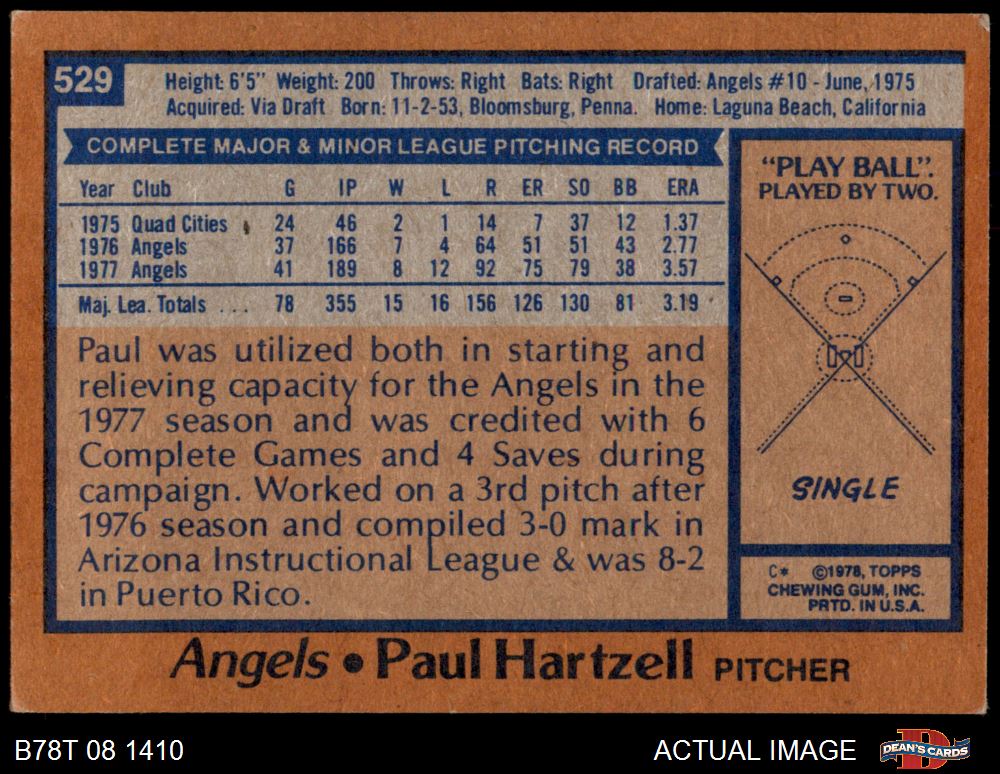 529
Height: 6'5" Weight: 200 Throws: Right Bats: Right Drafted: Angels #10 - June, 1975
Acquired: Via Draft Born: 11-2-53, Bloomsburg, Penna. Home: Laguna Beach, California
COMPLETE MAJOR & MINOR LEAGUE PITCHING RECORD
Year Club G IP W L R ER SO BB ERA
1975 Quad Cities 24 46 2 1 14 7 37 12 1.37
1976 Angels 37 166 7 4 64 51 51 43 2.77
1977 Angels 41 189 8 12 92 75 79 38 3.57
Maj. Lea. Totals ... 78 355 15 16 156 126 130 81 3.19
Paul was utilized both in starting and
relieving capacity for the Angels in the
1977 season and was credited with 6
Complete Games and 4 Saves during
campaign. Worked on a 3rd pitch after
1976 season and compiled 3-0 mark in
Arizona Instructional League & was 8-2
in Puerto Rico.
"PLAY BALL".
PLAYED BY TWO.
SINGLE
C* ©1978, TOPPS
CHEWING GUM, INC.
PRTD. IN U.S.A.
Angels • Paul Hartzell PITCHER
B78T 08 1410
ACTUAL IMAGE
DEAN'S CARDS